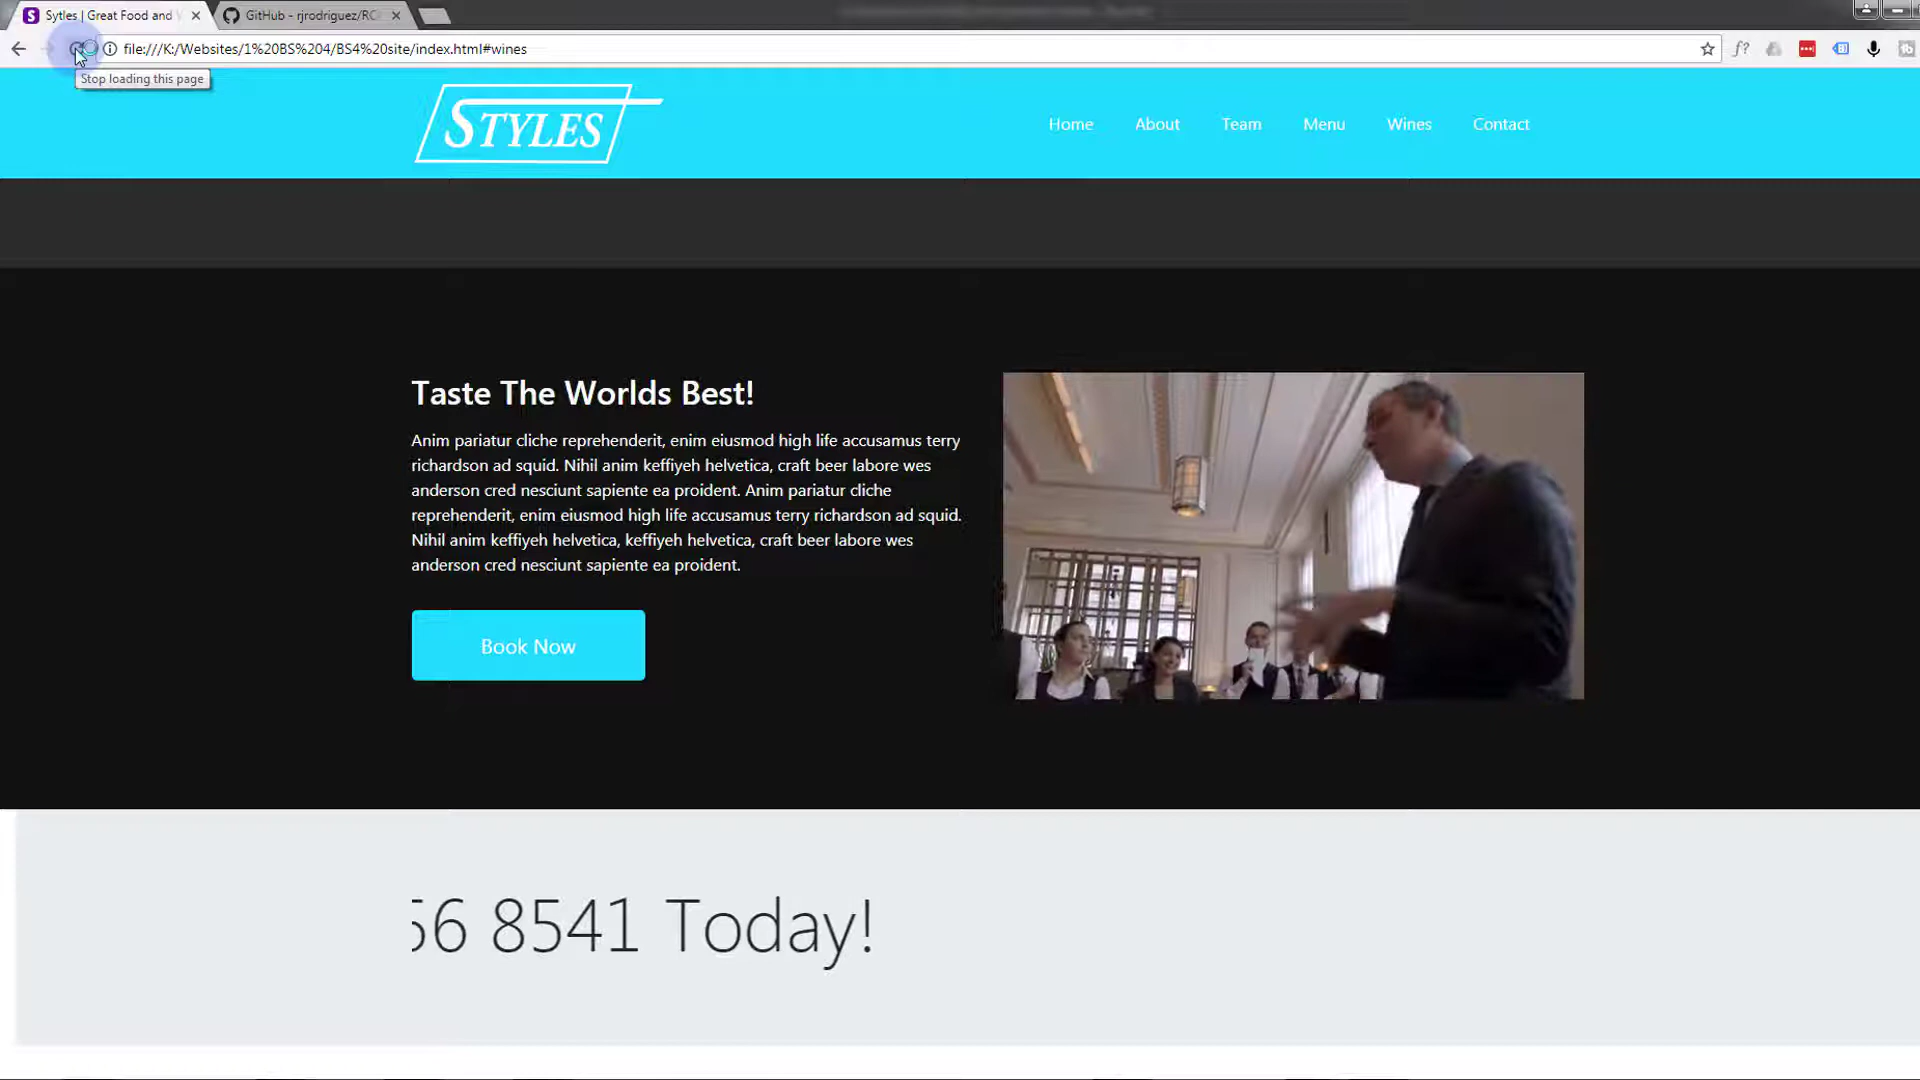 Sytles | Great Food and
GitHub - rjrodriguez/RC
file:///K:/Websites/1%20BS%204/BS4%20site/index.html#wines
f?
Stop loading this page
STYLES
Home About Team Menu Wines Contact
Taste The Worlds Best!
Anim pariatur cliche reprehenderit, enim eiusmod high life accusamus terry
richardson ad squid. Nihil anim keffiyeh helvetica, craft beer labore wes
anderson cred nesciunt sapiente ea proident. Anim pariatur cliche
reprehenderit, enim eiusmod high life accusamus terry richardson ad squid.
Nihil anim keffiyeh helvetica, keffiyeh helvetica, craft beer labore wes
anderson cred nesciunt sapiente ea proident.
Book Now
56 8541 Today!